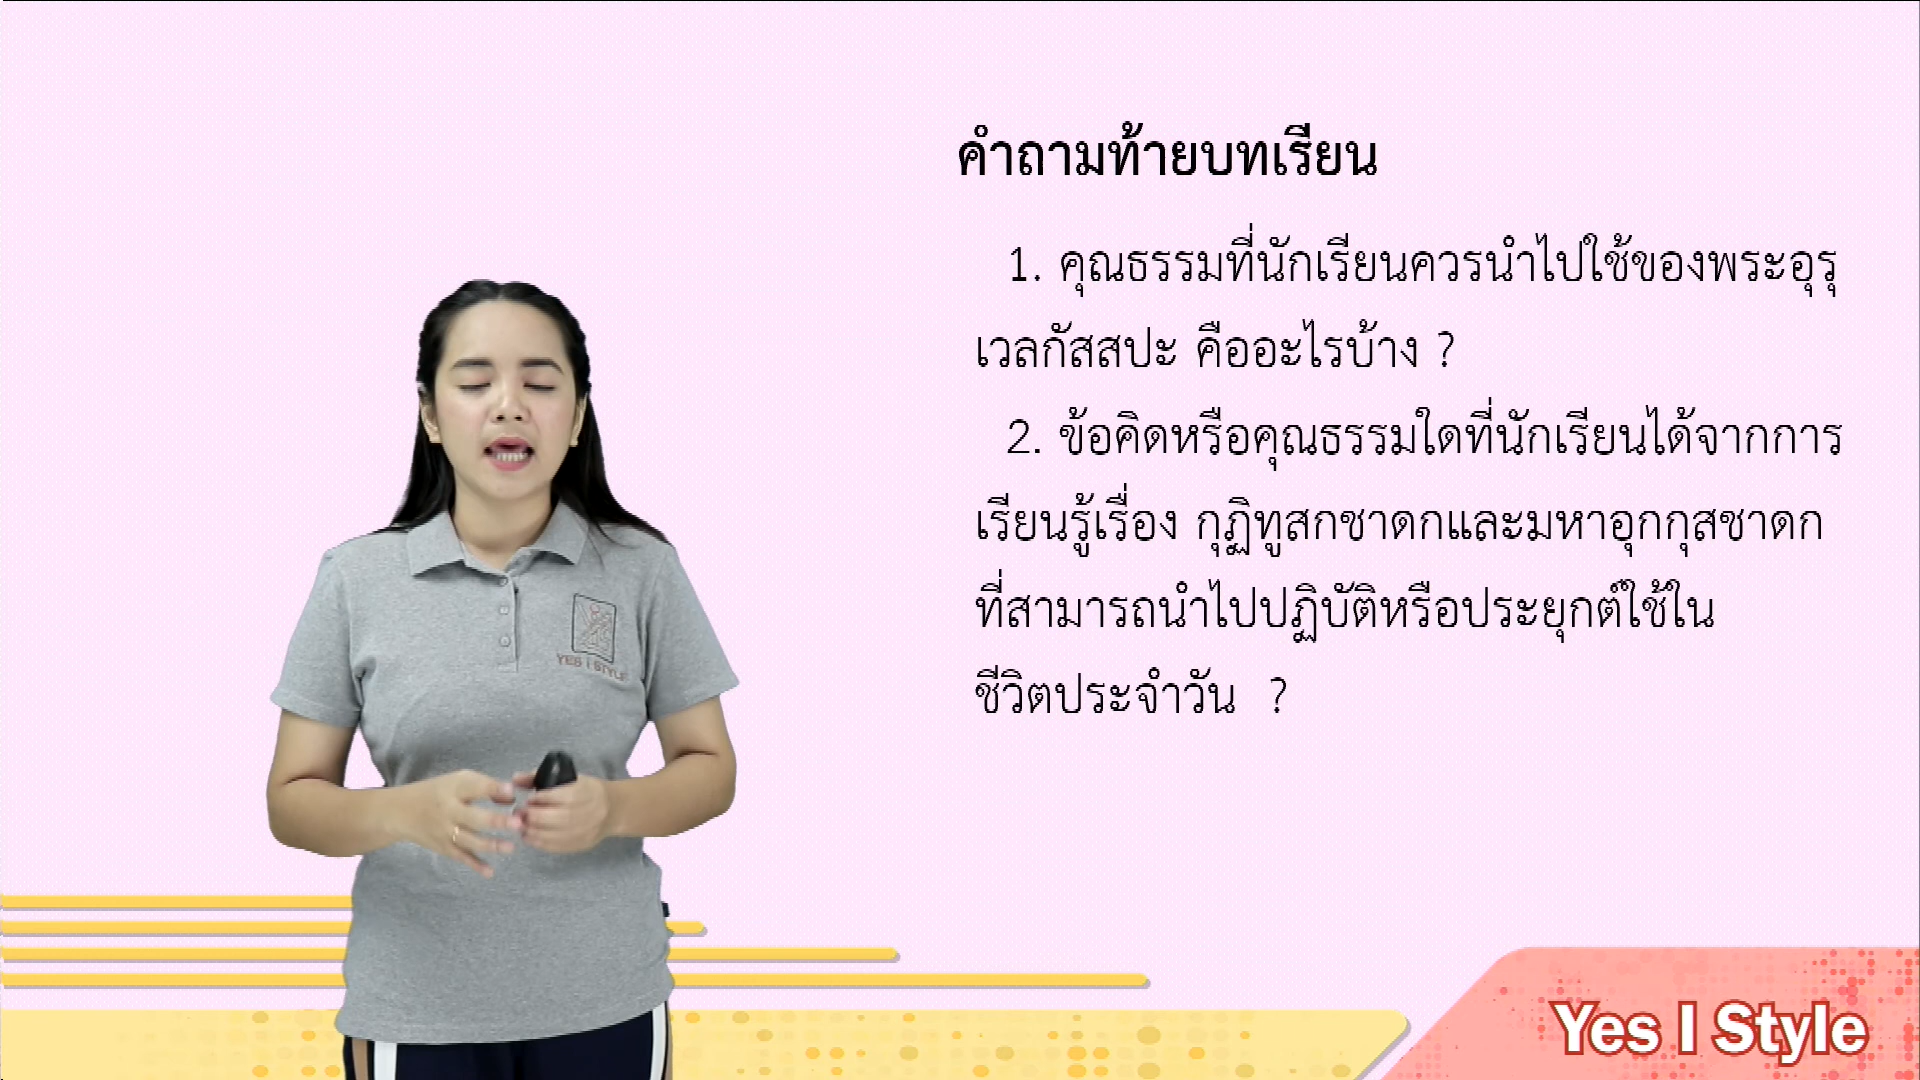 คำถามท้ายบทเรียน
1. คุณธรรมที่นักเรียนควรนำไปใช้ของพระอุรุ
เวลกัสสปะ คืออะไรบ้าง ?
2. ข้อคิดหรือคุณธรรมใดที่นักเรียนได้จากการ
เรียนรู้เรื่อง กุฏิทูสกชาดกและมหาอุกกุสชาดก
ที่สามารถนำไปปฏิบัติหรือประยุกต์ใช้ใน
ชีวิตประจำวัน ?
YES I STYLE
Yes I Style